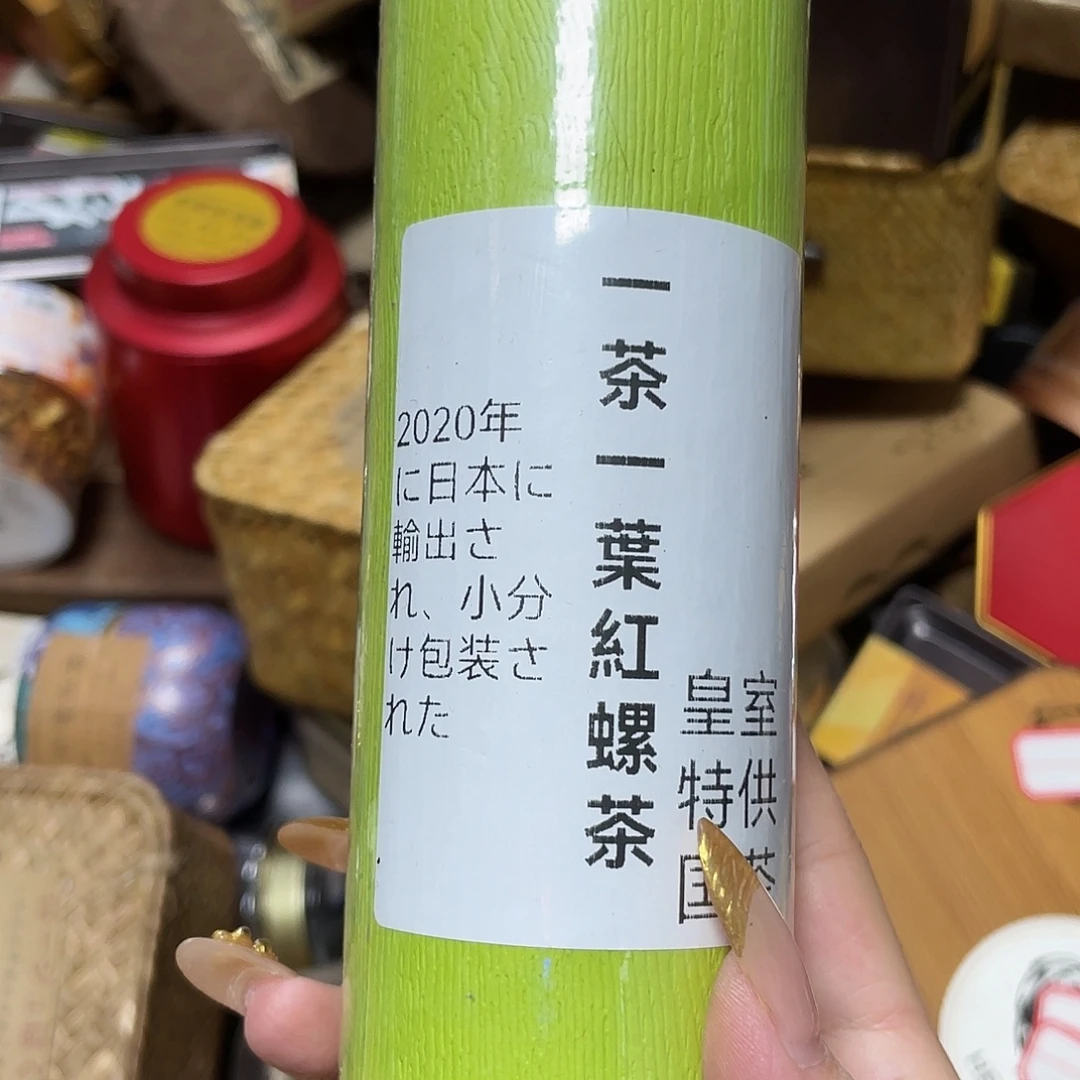 一茶一葉紅螺茶
2020年
に日本に
輸出さ
れ、小分
け包装さ
れた
皇室
特供
国茶